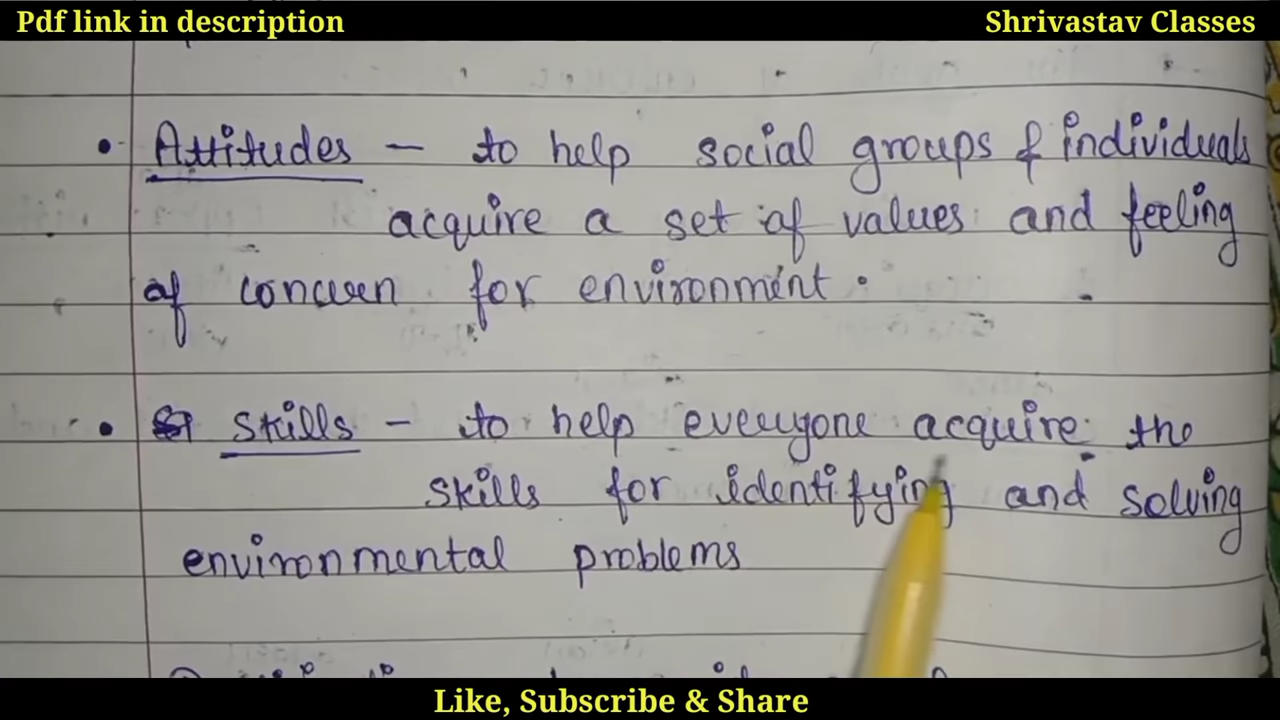 Pdf link in description
Shrivastav Classes
• Attitudes – to help social groups & individuals
acquire a set of values and feeling
of concern for environment.
• Skills – to help everyone acquire the
skills for identifying and solving
environmental problems
Like, Subscribe & Share